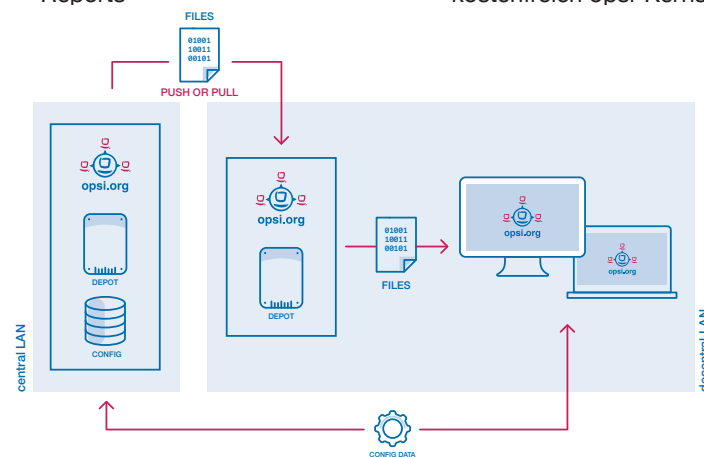 Reports
kostenfreien opsi-Kerns
FILES
01001
10011
00101
PUSH OR PULL
opsi.org
DEPOT
CONFIG
central LAN
opsi.org
DEPOT
01001
10011
00101
FILES
opsi.org
opsi.org
decentral LAN
CONFIG DATA